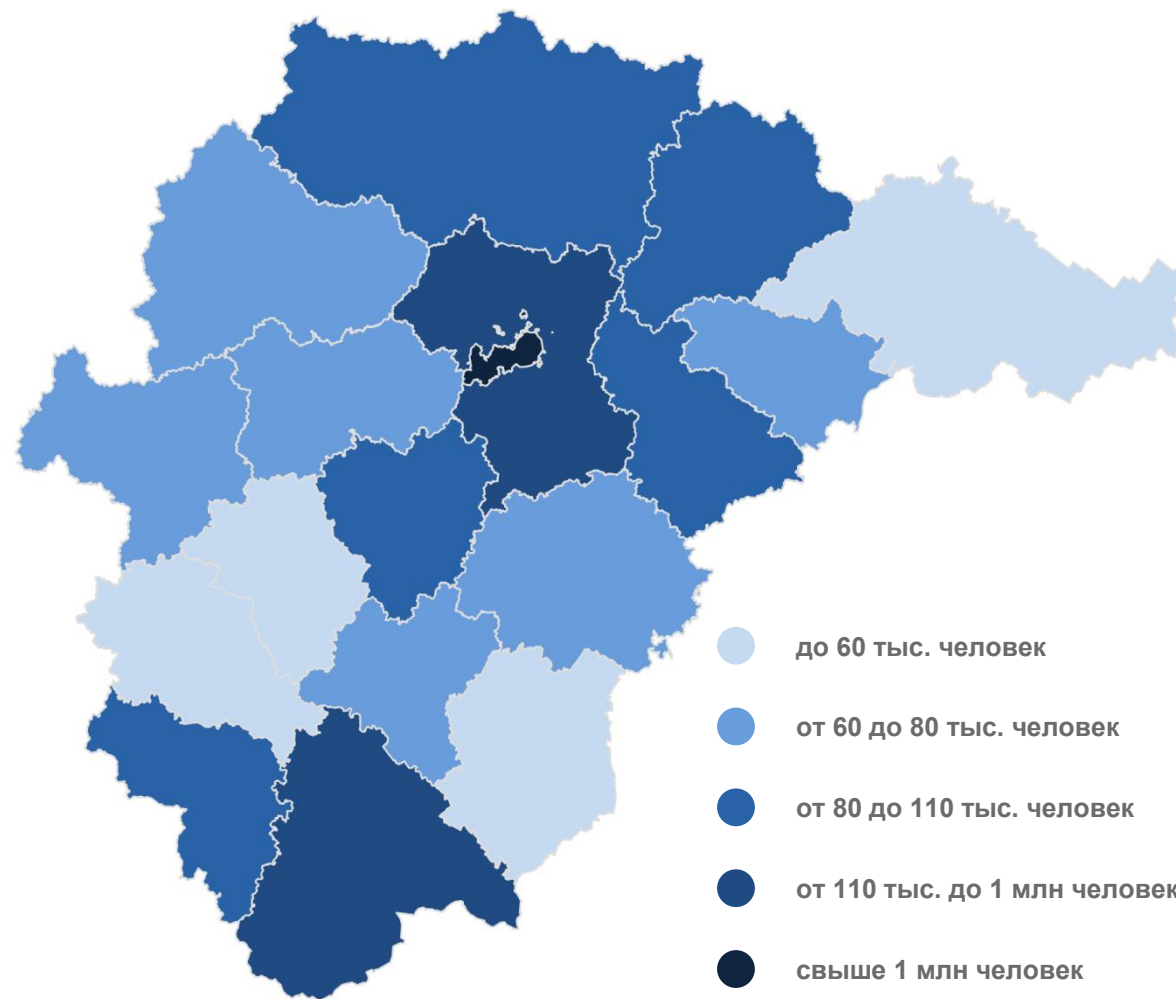 до 60 тыс. человек
от 60 до 80 тыс. человек
от 80 до 110 тыс. человек
от 110 тыс. до 1 млн человек
свыше 1 млн человек